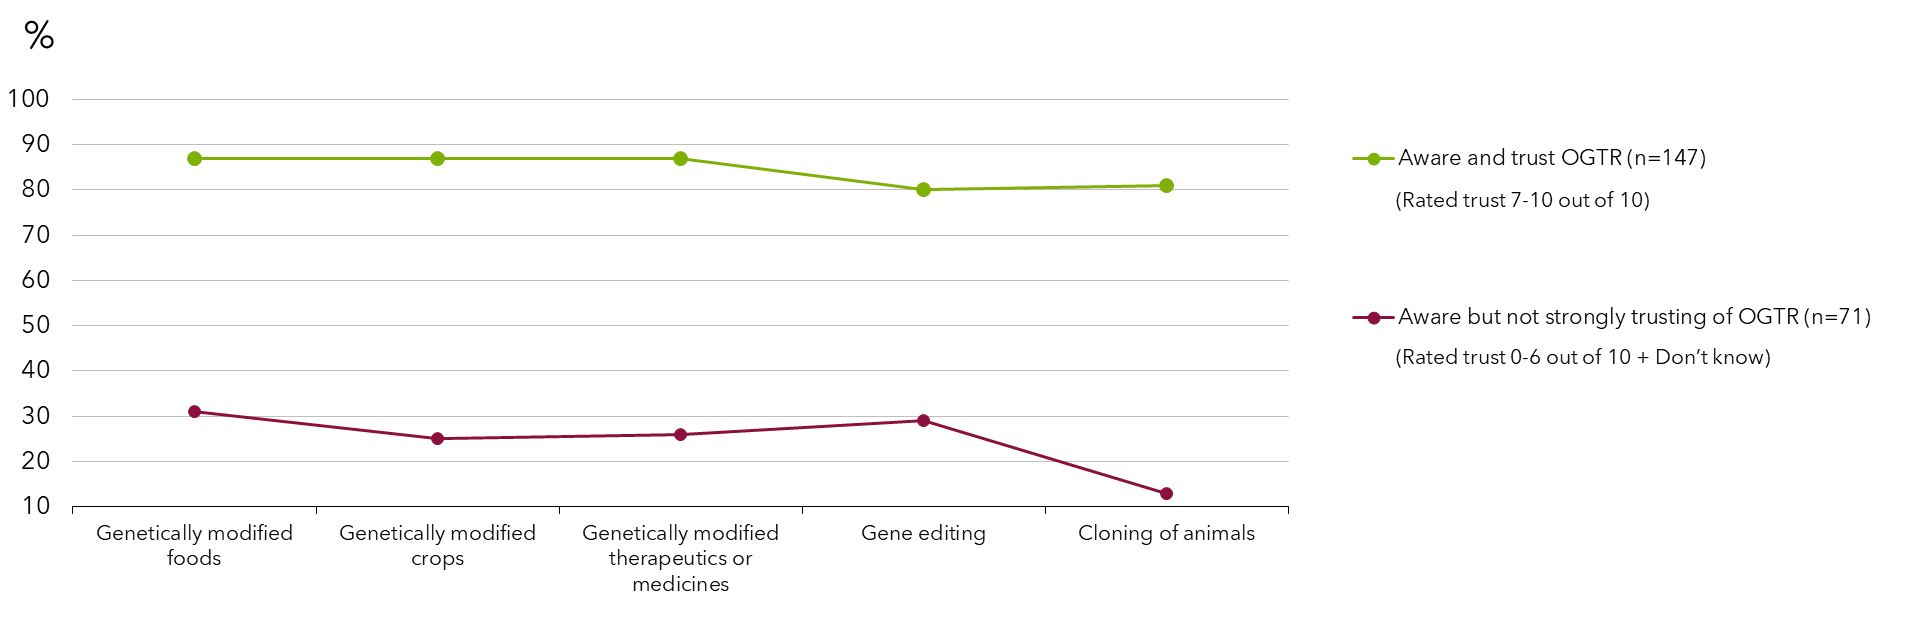 %
100
90
80
70
60
50
40
30
20
10
Genetically modified
foods
Genetically modified
crops
Genetically modified
therapeutics or
medicines
Gene editing
Cloning of animals
Aware and trust OGTR (n=147)
(Rated trust 7-10 out of 10)
Aware but not strongly trusting of OGTR (n=71)
(Rated trust 0-6 out of 10 + Don’t know)